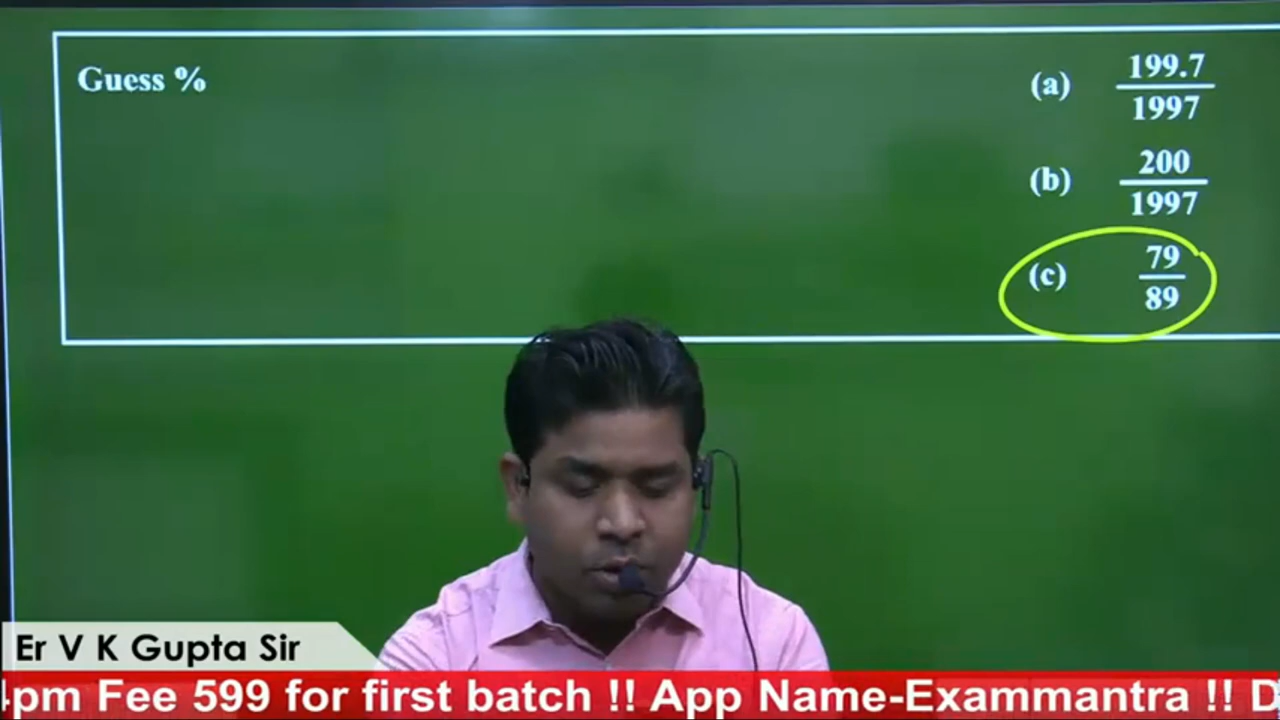 Guess %
(a) 199.7
1997
(b) 200
1997
(c) 79
89
Er V K Gupta Sir
4pm Fee 599 for first batch !! App Name-Exammantra !! D